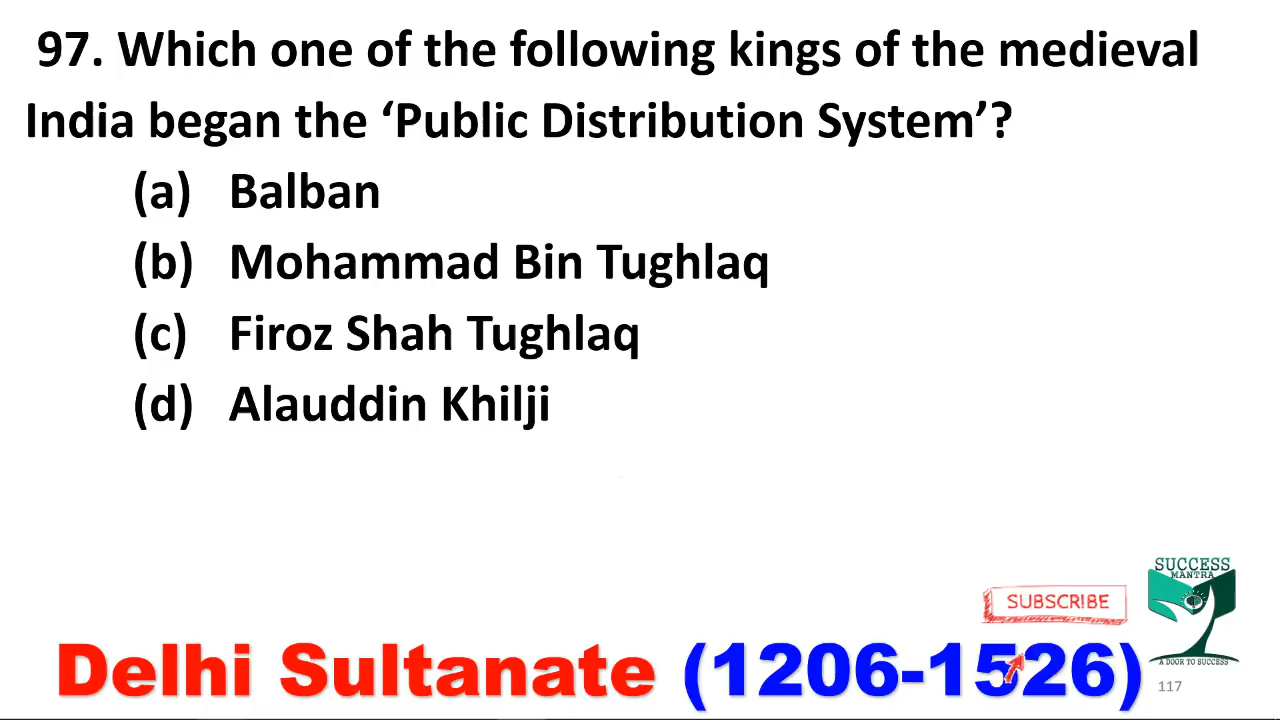 97. Which one of the following kings of the medieval
India began the ‘Public Distribution System’?
(a) Balban
(b) Mohammad Bin Tughlaq
(c) Firoz Shah Tughlaq
(d) Alauddin Khilji
SUCCESS
MANTRA
SUBSCRIBE
Delhi Sultanate (1206-1526)
A DOOR TO SUCCESS
117